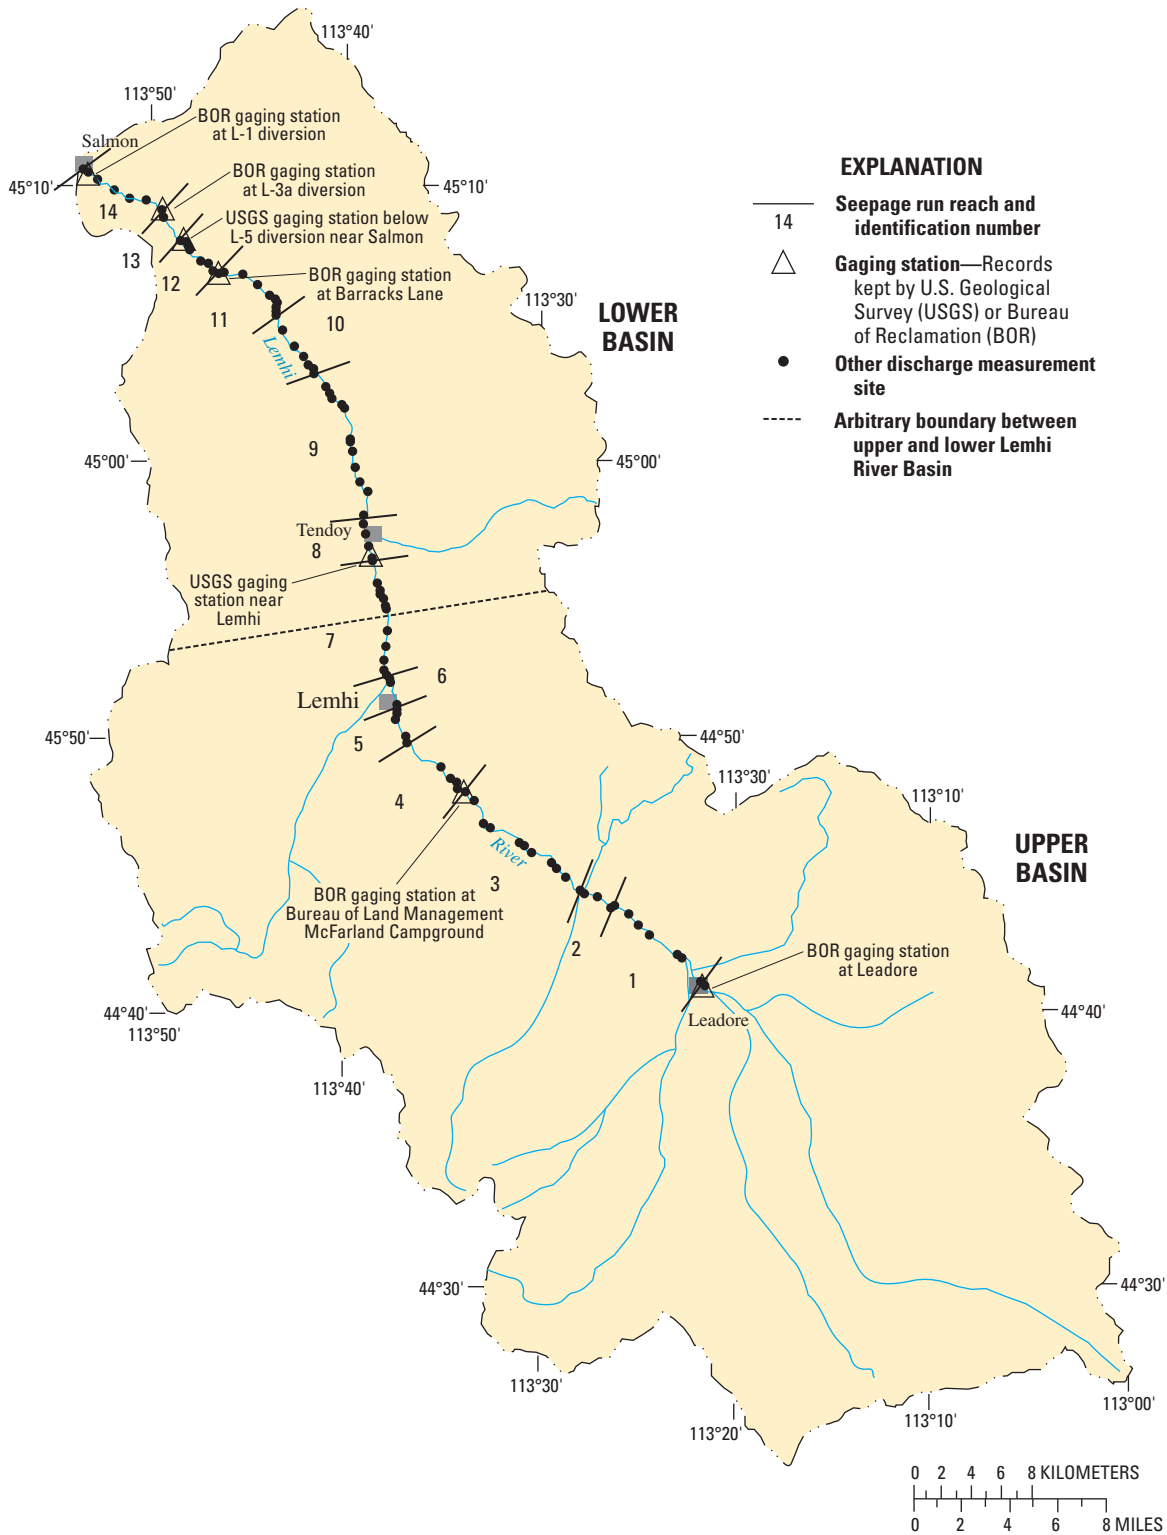 113°40'
113°50'
BOR gaging station
at L-1 diversion
Salmon
BOR gaging station
at L-3a diversion
45°10'
45°10'
14
USGS gaging station below
L-5 diversion near Salmon
13
12
BOR gaging station
at Barracks Lane
113°30'
11
10
LOWER
BASIN
Lemhi
9
45°00'
45°00'
Tendoy
8
USGS gaging
station near
Lemhi
7
6
Lemhi
5
45°50'
44°50'
113°30'
4
113°10'
River
3
UPPER
BASIN
BOR gaging station at
Bureau of Land Management
McFarland Campground
2
1
BOR gaging station
at Leadore
Leadore
44°40'
113°50'
44°40'
113°40'
44°30'
44°30'
113°30'
113°20'
113°10'
113°00'
EXPLANATION
14
Seepage run reach and
identification number
Gaging station—Records
kept by U.S. Geological
Survey (USGS) or Bureau
of Reclamation (BOR)
Other discharge measurement
site
Arbitrary boundary between
upper and lower Lemhi
River Basin
0 2 4 6 8 KILOMETERS
0 2 4 6 8 MILES